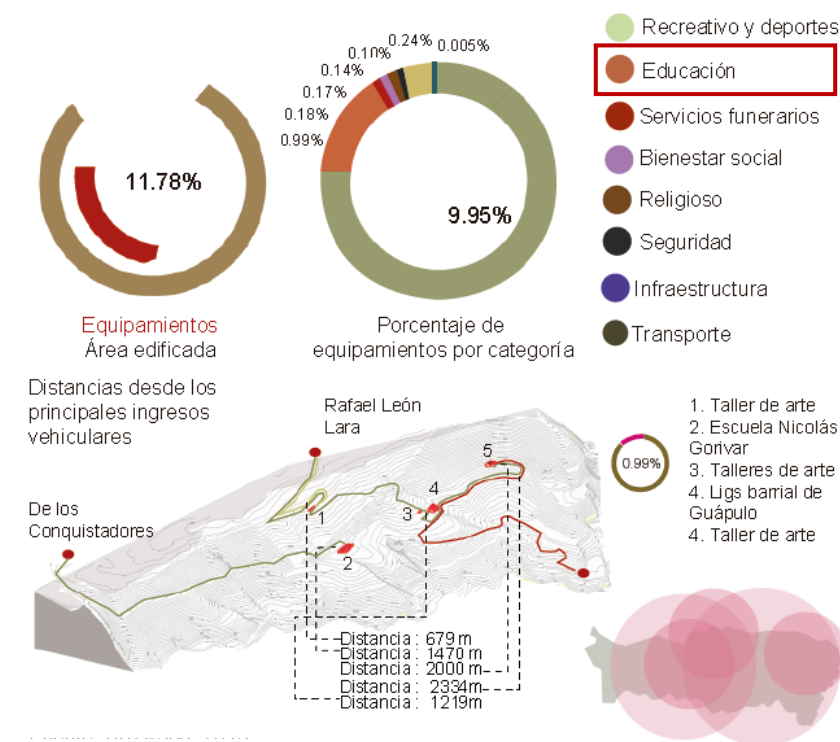 0.24%
0.005%
0.10%
0.14%
0.17%
0.18%
0.99%
11.78%
9.95%
Equipamientos
Área edificada
Porcentaje de
equipamientos por categoría
Recreativo y deportes
Educación
Servicios funerarios
Bienestar social
Religioso
Seguridad
Infraestructura
Transporte
Distancias desde los
principales ingresos
vehiculares
Rafael León
Lara
De los
Conquistadores
1
2
3
4
5
0.99%
1. Taller de arte
2. Escuela Nicolás
Gorivar
3. Talleres de arte
4. Ligs barrial de
Guápulo
4. Taller de arte
Distancia : 679 m
Distancia : 1470 m
Distancia : 2000 m
Distancia : 2334m
Distancia : 1219m